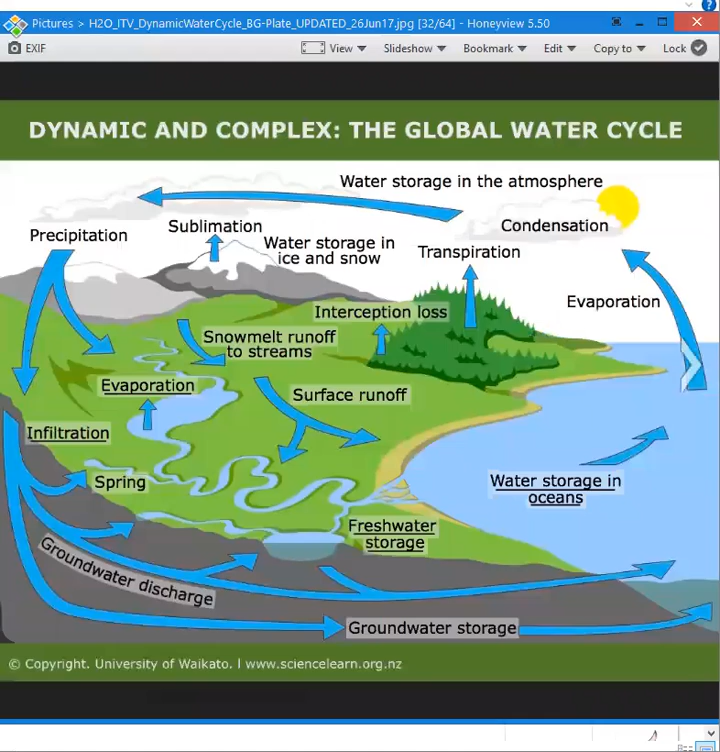 Pictures > H2O_ITV_DynamicWaterCycle_BG-Plate_UPDATED_26Jun17.jpg [32/64] - Honeyview 5.50
EXIF View Slideshow Bookmark Edit Copy to Lock
DYNAMIC AND COMPLEX: THE GLOBAL WATER CYCLE
Water storage in the atmosphere
Precipitation
Sublimation
Water storage in
ice and snow
Condensation
Transpiration
Evaporation
Interception loss
Snowmelt runoff
to streams
Evaporation
Surface runoff
Infiltration
Spring
Water storage in
oceans
Freshwater
storage
Groundwater discharge
Groundwater storage
© Copyright. University of Waikato. I www.sciencelearn.org.nz